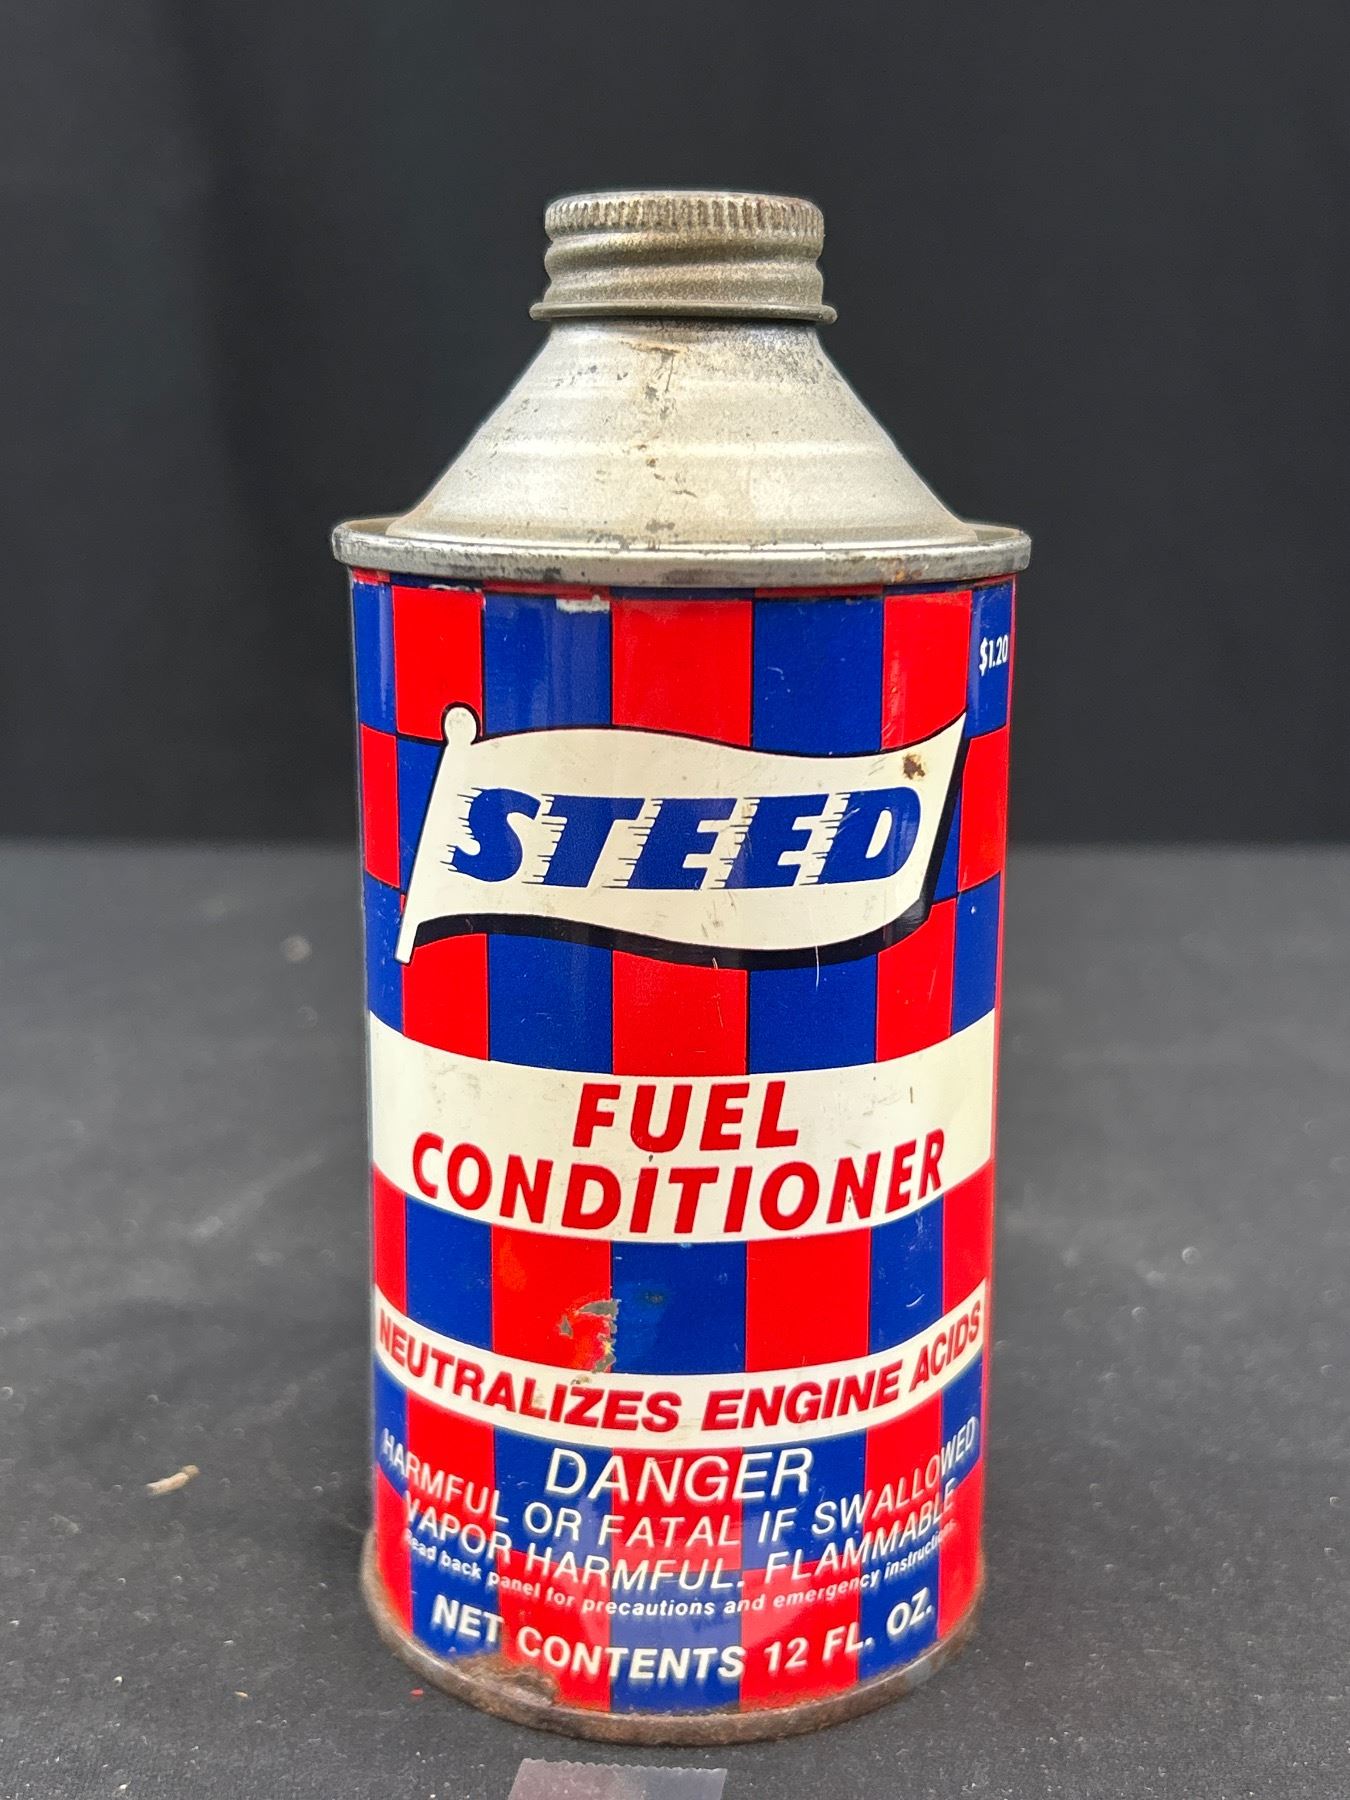 $1.20
STEED
FUEL
CONDITIONER
NEUTRALIZES ENGINE ACIDS
DANGER
HARMFUL OR FATAL IF SWALLOWED
VAPOR HARMFUL. FLAMMABLE
Read back panel for precautions and emergency instructions.
NET CONTENTS 12 FL. OZ.